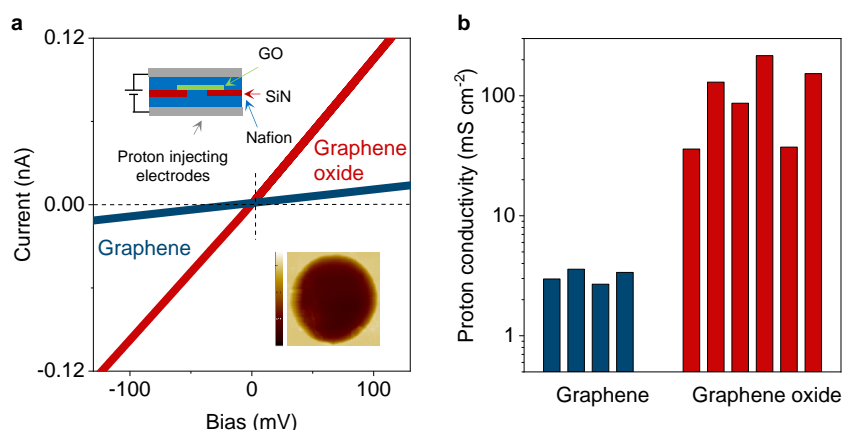 a
0.12
0.00
-0.12
Current (nA)
GO
SiN
Nafion
Proton injecting
electrodes
Graphene
oxide
Graphene
-100
0
100
Bias (mV)
b
Proton conductivity (mS cm⁻²)
100
10
1
Graphene
Graphene oxide